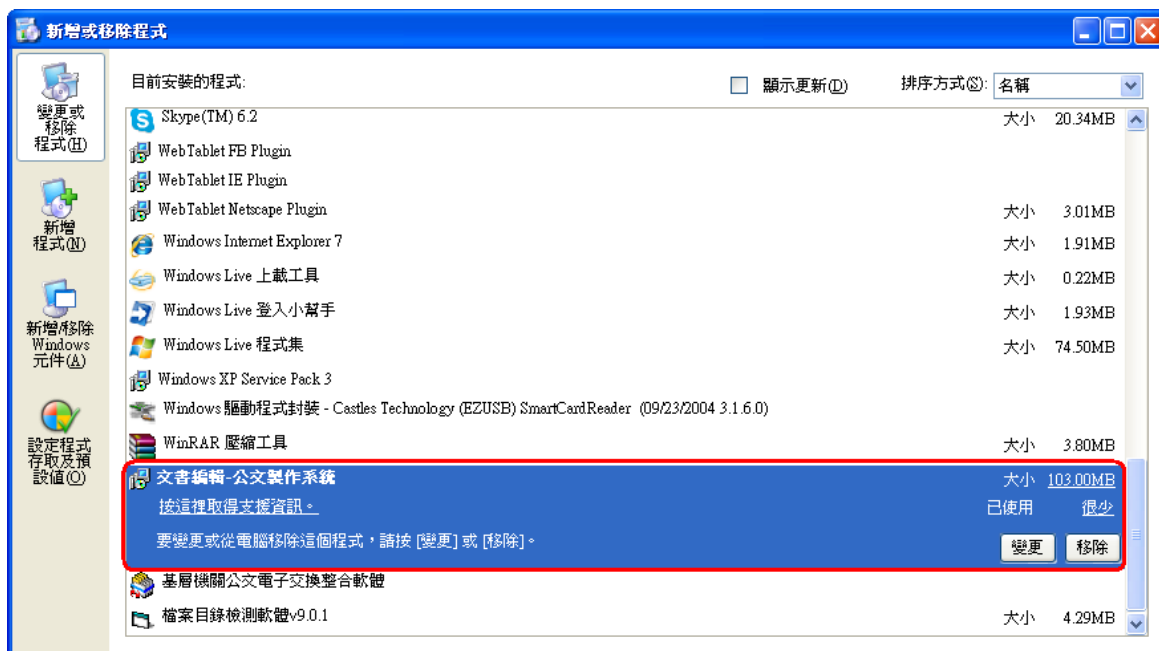 新增或移除程式
變更或
移除
程式(H)
新增
程式(N)
新增/移除
Windows
元件(A)
設定程式
存取及預
設值(O)
目前安裝的程式:
顯示更新(D)
排序方式(S): 名稱
Skype(TM) 6.2 大小 20.34MB
WebTablet FB Plugin
WebTablet IE Plugin
WebTablet Netscape Plugin 大小 3.01MB
Windows Internet Explorer 7 大小 1.91MB
Windows Live 上載工具 大小 0.22MB
Windows Live 登入小幫手 大小 1.93MB
Windows Live 程式集 大小 74.50MB
Windows XP Service Pack 3
Windows 驅動程式封裝 - Castles Technology (EZUSB) SmartCardReader (09/23/2004 3.1.6.0)
WinRAR 壓縮工具 大小 3.80MB
文書編輯-公文製作系統 大小 103.00MB
按這裡取得支援資訊。 已使用 很少
要變更或從電腦移除這個程式，請按 [變更] 或 [移除]。 變更 移除
基層機關公文電子交換整合軟體
檔案目錄檢測軟體v9.0.1 大小 4.29MB